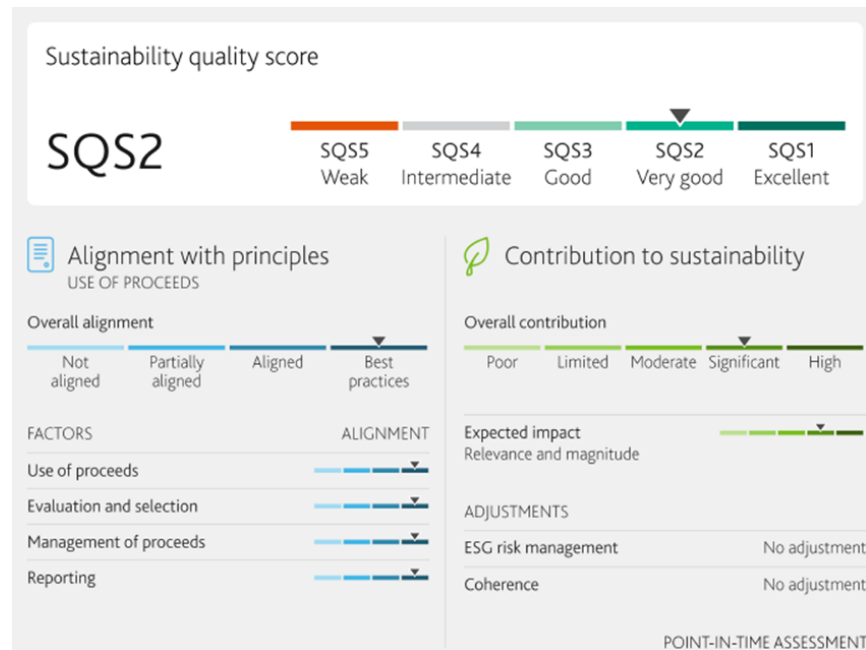 Sustainability quality score
SQS2
SQS5 SQS4 SQS3 SQS2 SQS1
Weak Intermediate Good Very good Excellent
Alignment with principles
USE OF PROCEEDS
Overall alignment
Not aligned
Partially aligned
Aligned
Best practices
FACTORS ALIGNMENT
Use of proceeds
Evaluation and selection
Management of proceeds
Reporting
Contribution to sustainability
Overall contribution
Poor Limited Moderate Significant High
Expected impact
Relevance and magnitude
ADJUSTMENTS
ESG risk management No adjustment
Coherence No adjustment
POINT-IN-TIME ASSESSMENT